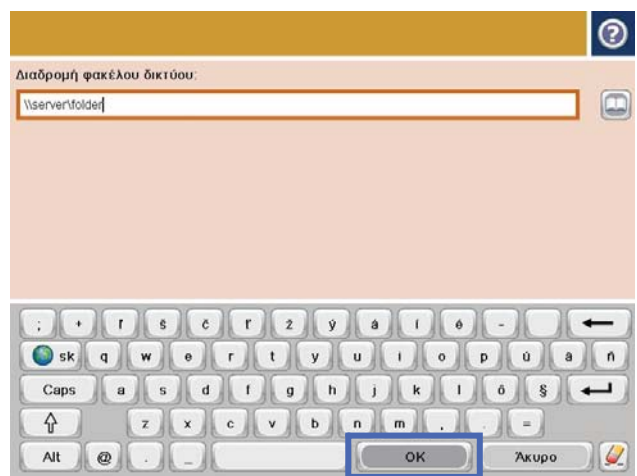 ?
Διαδρομή φακέλου δικτύου:
\\server\folder
; + ľ š č ť ž ý á í é -
sk q w e r t y u i o p ú ä ň
Caps a s d f g h j k l ô §
z x c v b n m , . =
Alt @ . _ OK Άκυρο